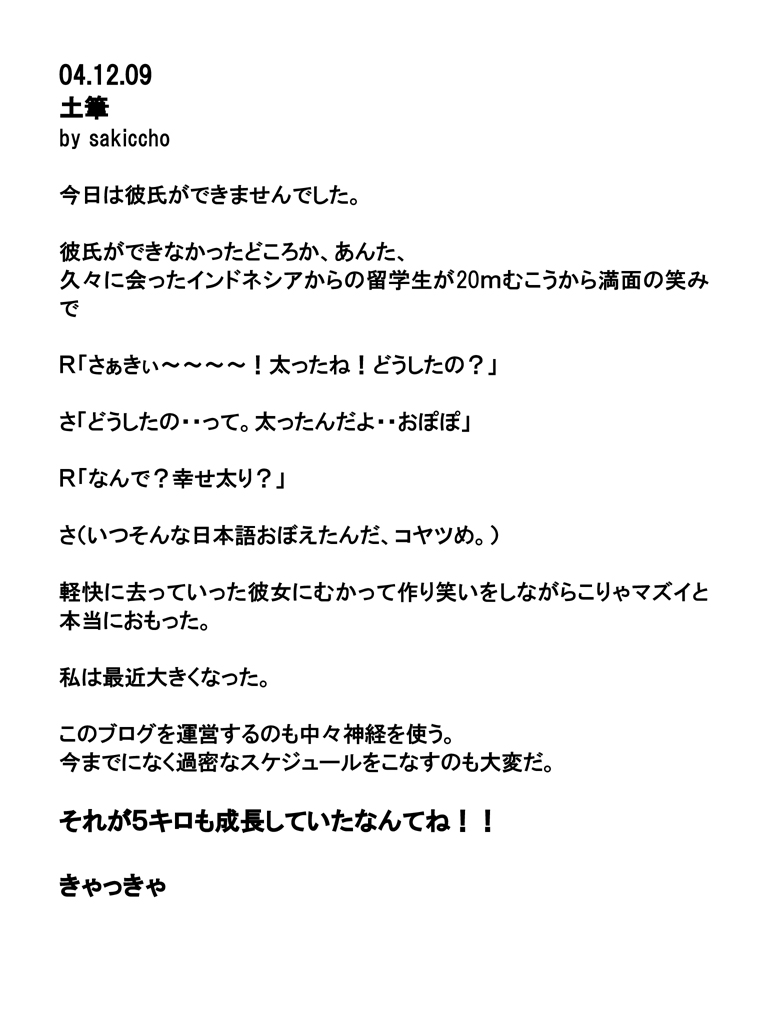 04.12.09
土筆
by sakiccho
今日は彼氏ができませんでした。
彼氏ができなかったどころか、あんた、
久々に会ったインドネシアからの留学生が20ｍむこうから満面の笑み
で
Ｒ「さぁきぃ～～～～！太ったね！どうしたの？」
さ「どうしたの・・って。太ったんだよ・・おぽぽ」
Ｒ「なんで？幸せ太り？」
さ（いつそんな日本語おぼえたんだ、コヤツめ。）
軽快に去っていった彼女にむかって作り笑いをしながらこりゃマズイと
本当におもった。
私は最近大きくなった。
このブログを運営するのも中々神経を使う。
今までになく過密なスケジュールをこなすのも大変だ。
それが５キロも成長していたなんてね！！
きゃっきゃ